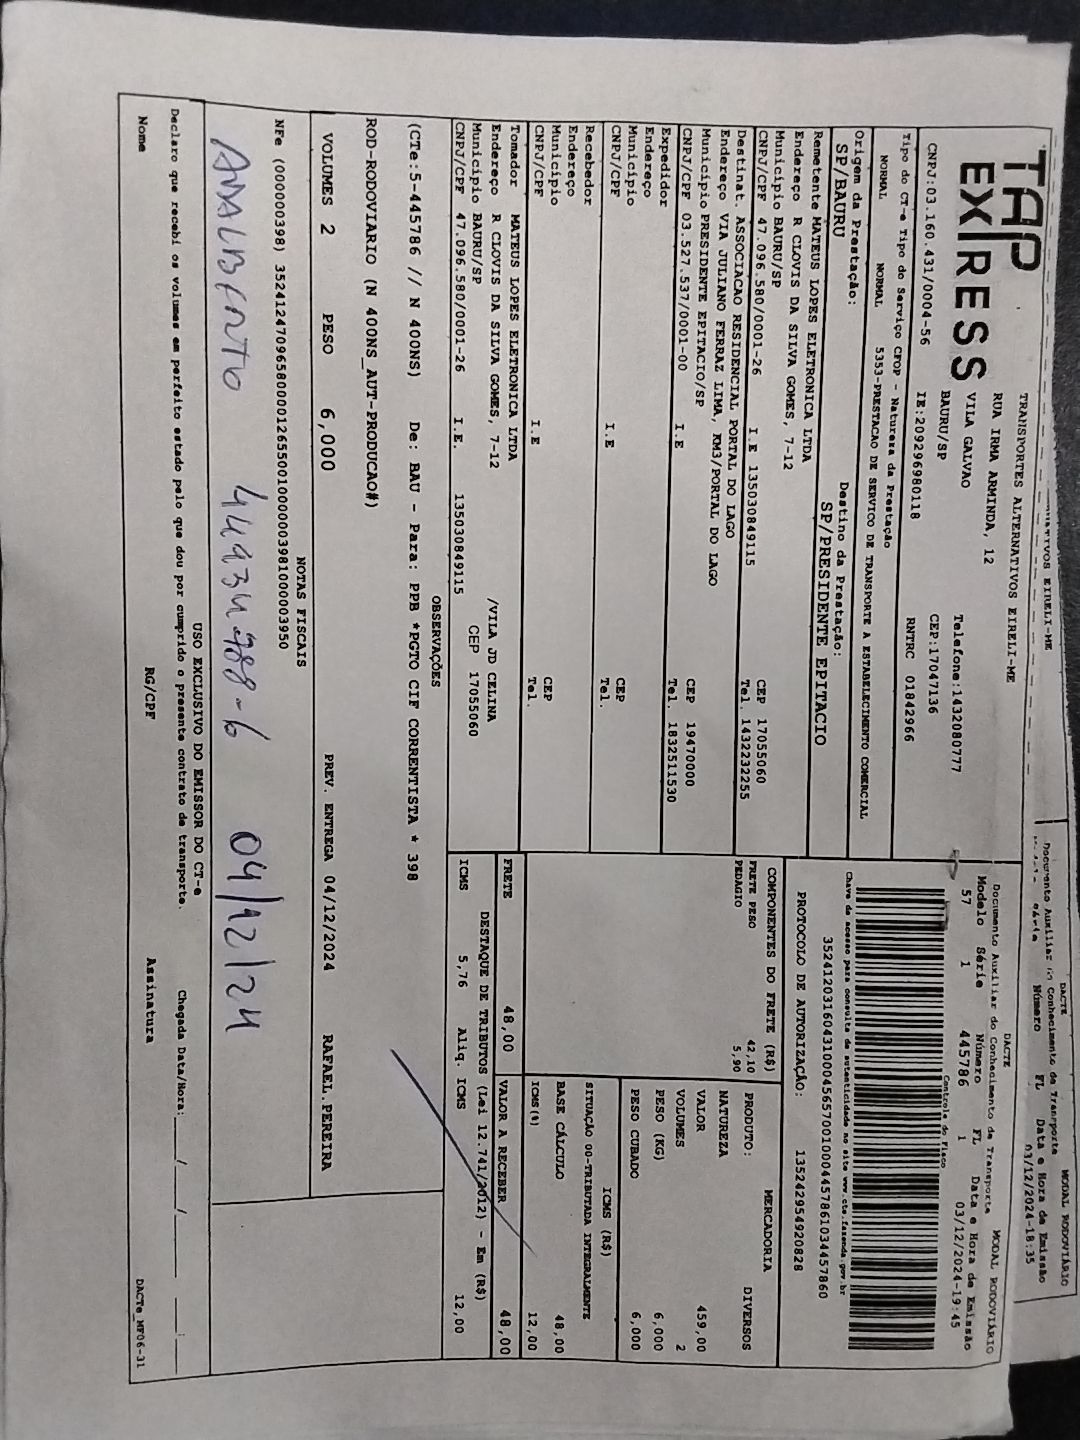 TAP
EXPRESS
TRANSPORTES ALTERNATIVOS EIRELI-ME
RUA IRMA ARMINDA, 12
VILA GALVAO
BAURU/SP
Telefone:1432080777
CEP:17047136
CNPJ:03.160.431/0004-56
IE:209296980118
RNTRC 01842966
DACTE
MODAL RODOVIÁRIO
Documento Auxiliar do Conhecimento de Transporte
Modelo Série Número FL Data e Hora de Emissão
57 1 445786 1 03/12/2024-19:45
Controle do Fisco
Chave de acesso para consulta de autenticidade no site www.cte.fazenda.gov.br
35241203160431000456570010004457861034457860
PROTOCOLO DE AUTORIZAÇÃO: 135242954920828
Tipo do CT-e Tipo do Serviço CFOP - Natureza da Prestação
NORMAL NORMAL 5353-PRESTACAO DE SERVICO DE TRANSPORTE A ESTABELECIMENTO COMERCIAL
Origem da Prestação: Destino da Prestação:
SP/BAURU SP/PRESIDENTE EPITACIO
Remetente MATEUS LOPES ELETRONICA LTDA
Endereço R CLOVIS DA SILVA GOMES, 7-12
Município BAURU/SP CEP 17055060
CNPJ/CPF 47.096.580/0001-26 I.E 135030849115 Tel. 1432232255
Destinat. ASSOCIACAO RESIDENCIAL PORTAL DO LAGO
Endereço VIA JULIANO FERRAZ LIMA, KM3/PORTAL DO LAGO
Município PRESIDENTE EPITACIO/SP CEP 19470000
CNPJ/CPF 03.527.537/0001-00 I.E Tel. 1832511530
Expedidor
Endereço
Município CEP
CNPJ/CPF I.E Tel.
Recebedor
Endereço
Município CEP
CNPJ/CPF I.E Tel.
Tomador MATEUS LOPES ELETRONICA LTDA
Endereço R CLOVIS DA SILVA GOMES, 7-12 /VILA JD CELINA
Município BAURU/SP CEP 17055060
CNPJ/CPF 47.096.580/0001-26 I.E. 135030849115
COMPONENTES DO FRETE (R$)
FRETE PESO 42,10
PEDAGIO 5,90
FRETE 48,00
MERCADORIA
PRODUTO: DIVERSOS
NATUREZA
VALOR 459,00
VOLUMES 2
PESO (KG) 6,000
PESO CUBADO 6,000
ICMS (R$)
SITUAÇÃO 00-TRIBUTADA INTEGRALMENTE
BASE CÁLCULO 48,00
ICMS(%) 12,00
VALOR A RECEBER 48,00
DESTAQUE DE TRIBUTOS (Lei 12.741/2012) - Em (R$)
ICMS 5,76 Aliq. ICMS 12,00
OBSERVAÇÕES
(CTe:5-445786 // N 400NS) De: BAU - Para: PPB *PGTO CIF CORRENTISTA * 398
ROD-RODOVIARIO (N 400NS_AUT-PRODUCAO#)
VOLUMES 2 PESO 6,000 PREV. ENTREGA 04/12/2024 RAFAEL.PEREIRA
NOTAS FISCAIS
NFe (000000398) 35241247096580000126550010000003981000003950
USO EXCLUSIVO DO EMISSOR DO CT-e
04/12/24
Declaro que recebi os volumes em perfeito estado pelo que dou por cumprido o presente contrato de transporte. Chegada Data/Hora:____/____/____ ____:____
Nome RG/CPF Assinatura
DACTe_MF06-31